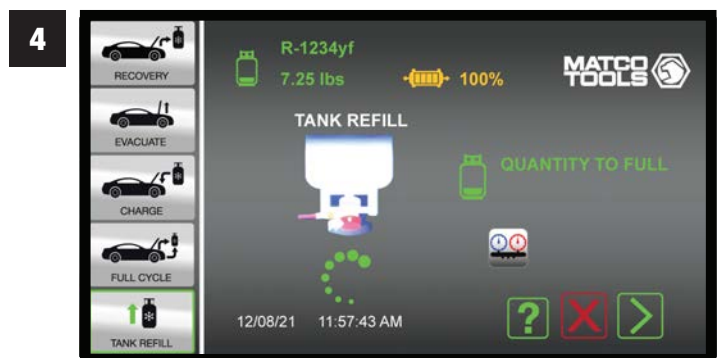 4
RECOVERY
EVACUATE
CHARGE
FULL CYCLE
TANK REFILL
R-1234yf
7.25 lbs
100%
MATCO
TOOLS
TANK REFILL
QUANTITY TO FULL
12/08/21 11:57:43 AM
?